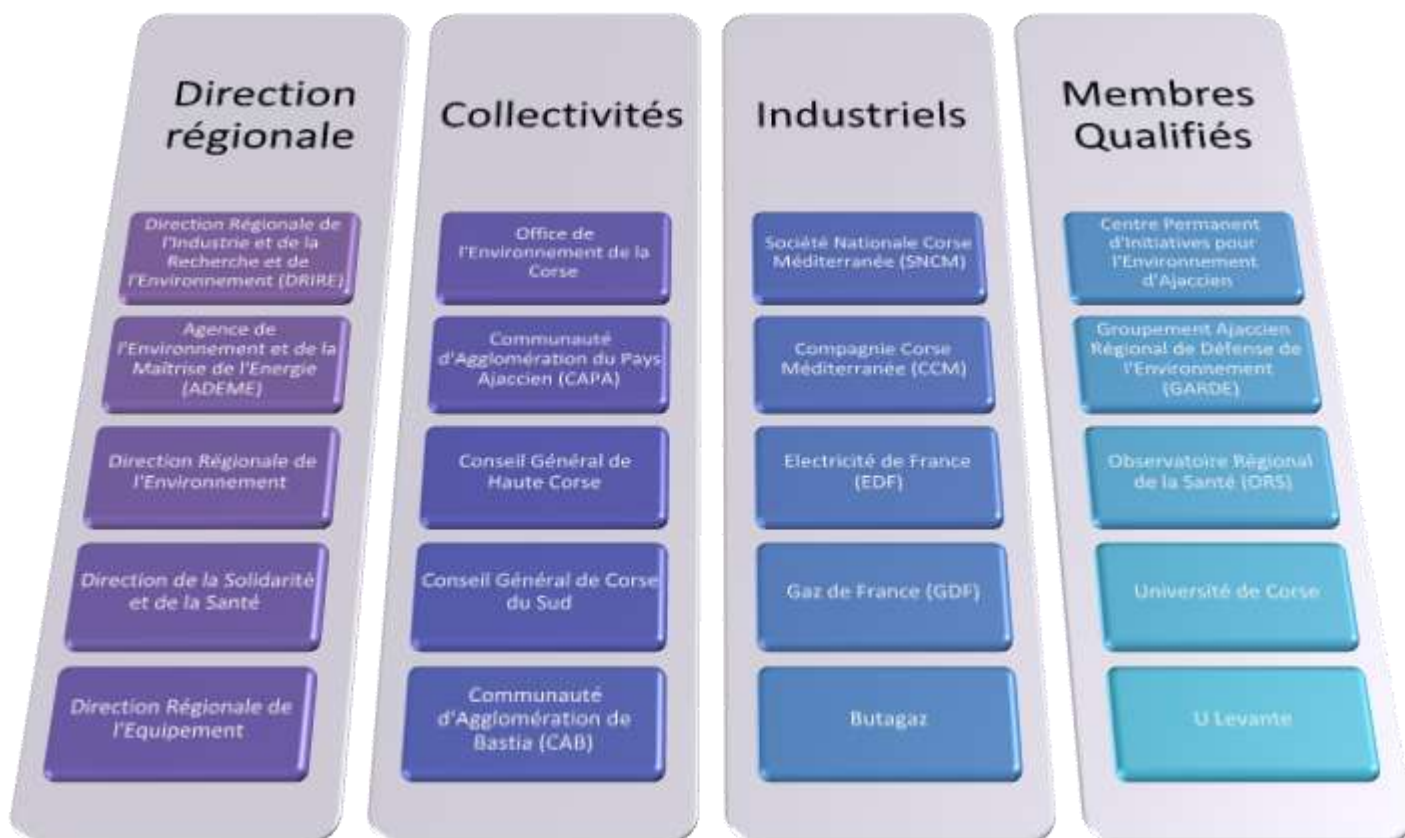 Direction
régionale
Direction Régionale de
l'Industrie et de la
Recherche et de
l'Environnement (DRIRE)
Agence de
l'Environnement et de la
Maîtrise de l'Energie
(ADEME)
Direction Régionale de
l'Environnement
Direction de la Solidarité
et de la Santé
Direction Régionale de
l'Equipement
Collectivités
Office de
l'Environnement de la
Corse
Communauté
d'Agglomération du Pays
Ajaccien (CAPA)
Conseil Général de
Haute Corse
Conseil Général de Corse
du Sud
Communauté
d'Agglomération de
Bastia (CAB)
Industriels
Société Nationale Corse
Méditerranée (SNCM)
Compagnie Corse
Méditerranée (CCM)
Electricité de France
(EDF)
Gaz de France (GDF)
Butagaz
Membres
Qualifiés
Centre Permanent
d'Initiatives pour
l'Environnement
d'Ajaccien
Groupement Ajaccien
Régional de Défense de
l'Environnement
(GARDE)
Observatoire Régional
de la Santé (ORS)
Université de Corse
U Levante